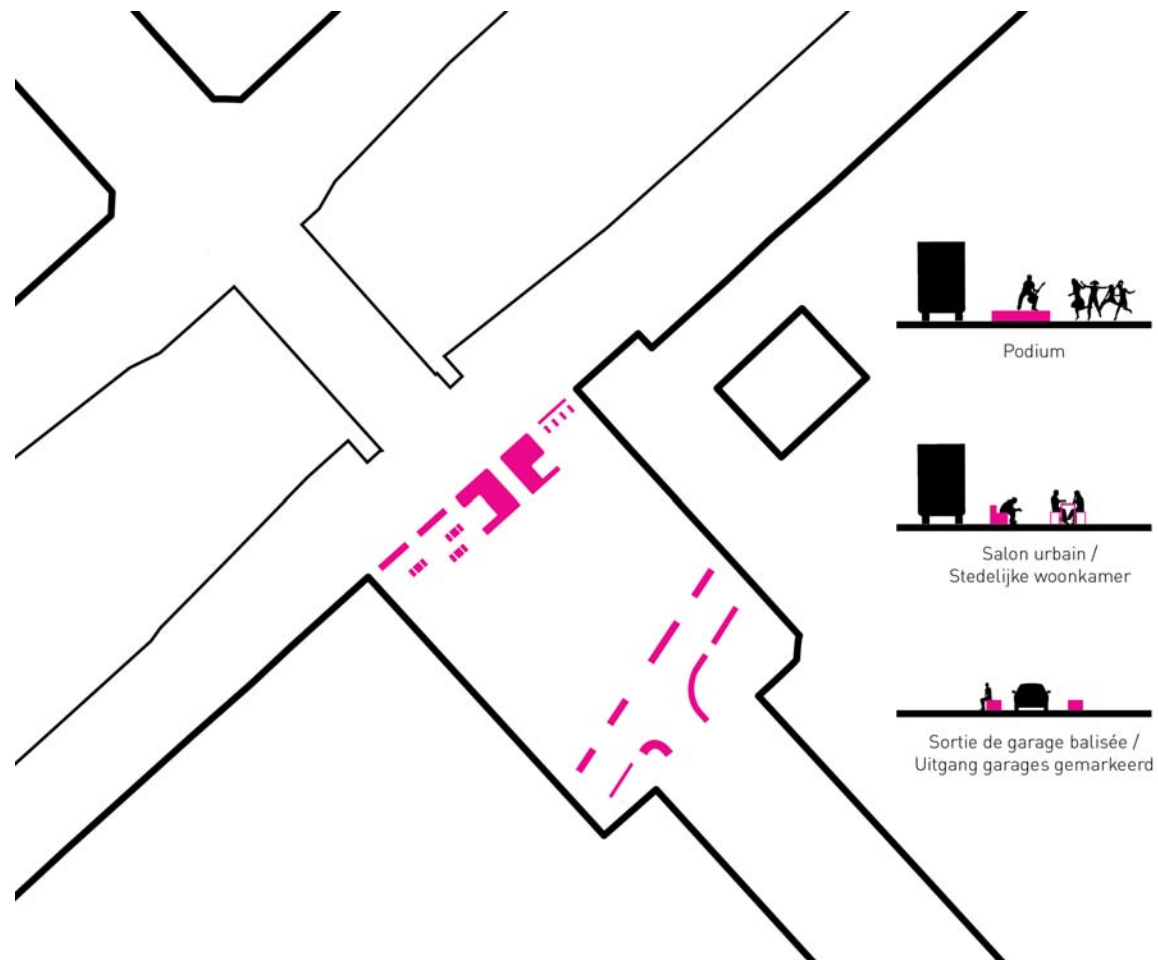 Podium
Salon urbain /
Stedelijke woonkamer
Sortie de garage balisée /
Uitgang garages gemarkeerd